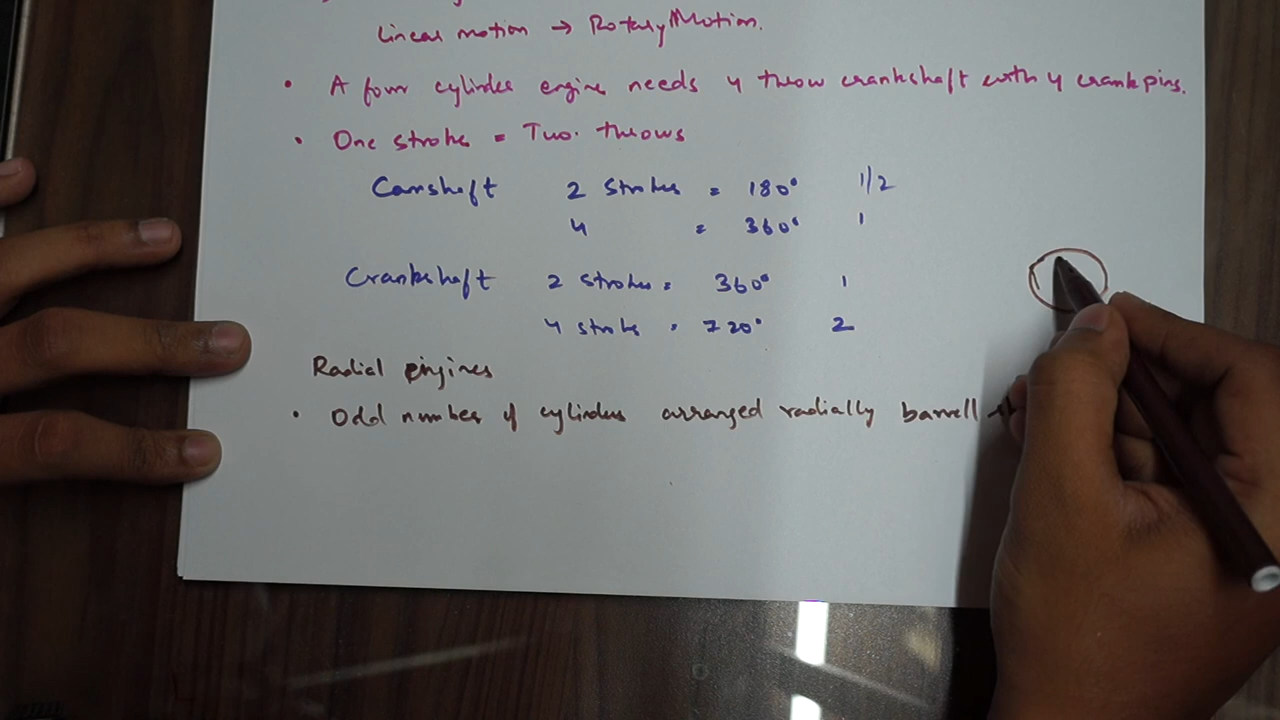 Linear motion → Rotary Motion.
• A four cylinder engine needs 4 throw crankshaft with 4 crankpins.
• One stroke = Two throws
Camshaft 2 strokes = 180° 1/2
4 = 360° 1
Crankshaft 2 strokes = 360° 1
4 stroke = 720° 2
Radial engines
• Odd number of cylinders arranged radially barrell